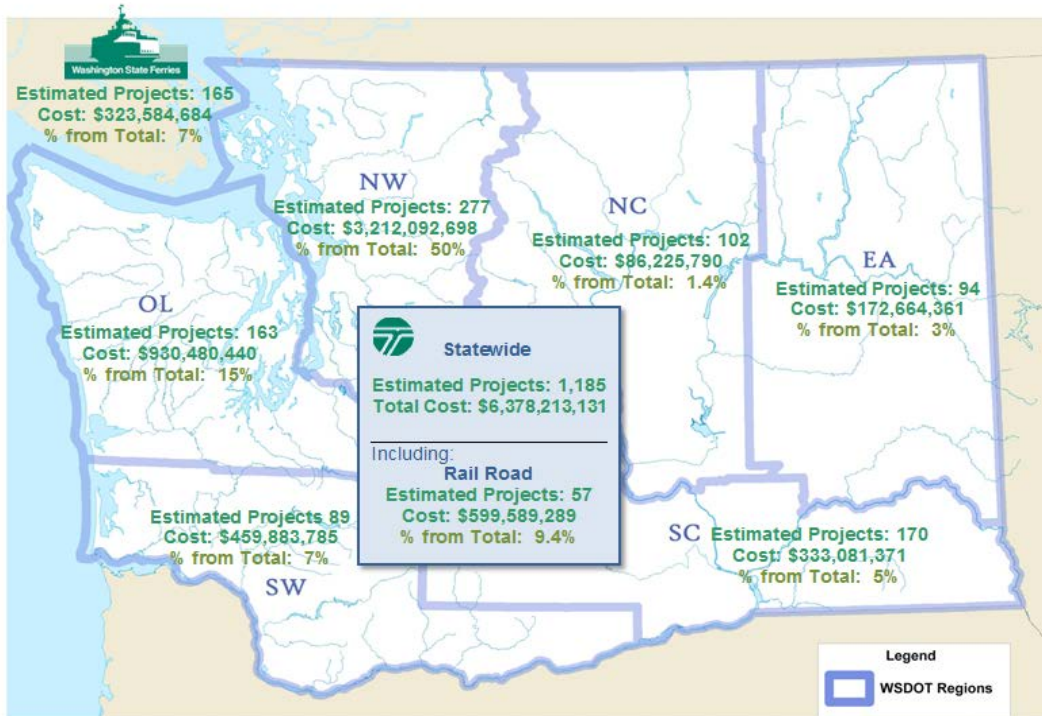 Washington State Ferries
Estimated Projects: 165
Cost: $323,584,684
% from Total: 7%
NW
Estimated Projects: 277
Cost: $3,212,092,698
% from Total: 50%
NC
Estimated Projects: 102
Cost: $86,225,790
% from Total: 1.4%
EA
Estimated Projects: 94
Cost: $172,664,361
% from Total: 3%
OL
Estimated Projects: 163
Cost: $930,480,440
% from Total: 15%
Statewide
Estimated Projects: 1,185
Total Cost: $6,378,213,131
Including:
Rail Road
Estimated Projects: 57
Cost: $599,589,289
% from Total: 9.4%
Estimated Projects 89
Cost: $459,883,785
% from Total: 7%
SW
SC
Estimated Projects: 170
Cost: $333,081,371
% from Total: 5%
Legend
WSDOT Regions